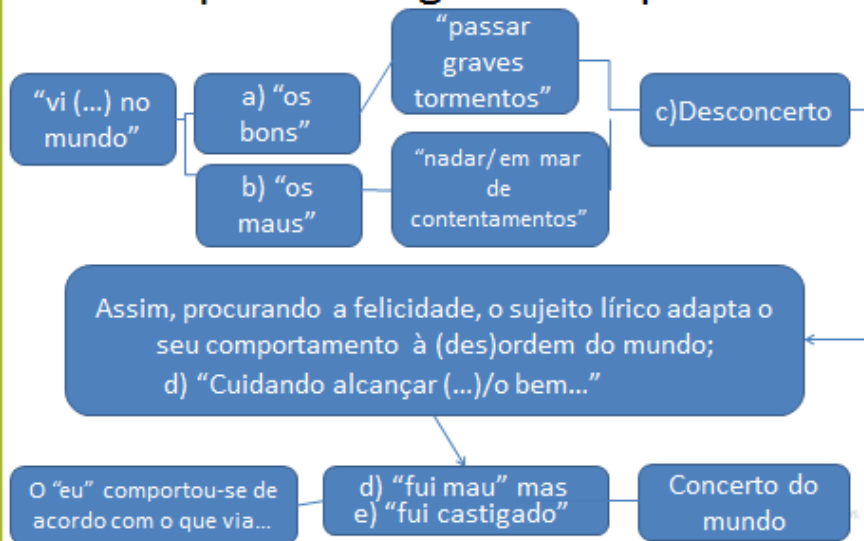 "passar
graves
tormentos"
"vi (...) no
mundo"
a) "os
bons"
c)Desconcerto
b) "os
maus"
"nadar/em mar
de
contentamentos"
Assim, procurando a felicidade, o sujeito lírico adapta o
seu comportamento à (des)ordem do mundo;
d) "Cuidando alcançar (...)/o bem..."
O "eu" comportou-se de
acordo com o que via...
d) "fui mau" mas
e) "fui castigado"
Concerto do
mundo